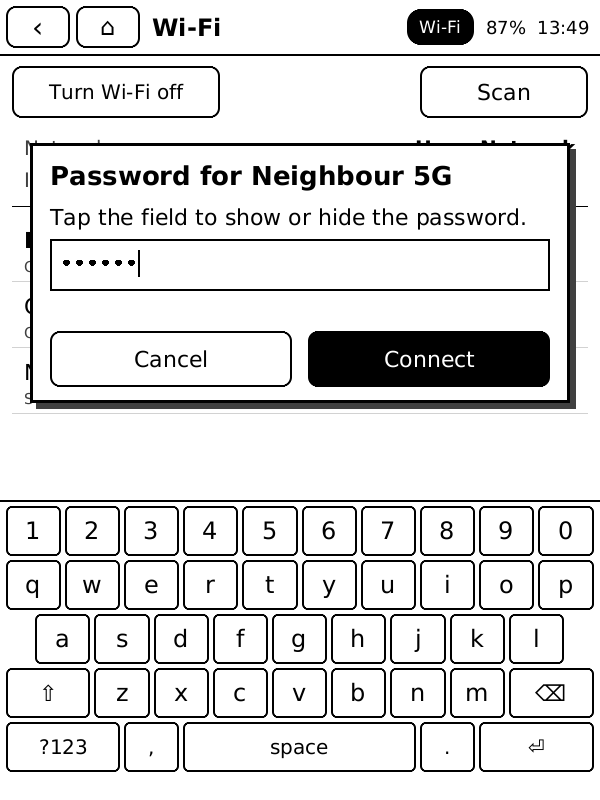 ‹ ⌂ Wi-Fi Wi-Fi 87% 13:49
Turn Wi-Fi off Scan
Password for Neighbour 5G
Tap the field to show or hide the password.
••••••
Cancel Connect
1 2 3 4 5 6 7 8 9 0
q w e r t y u i o p
a s d f g h j k l
⇧ z x c v b n m ⌫
?123 , space . ⏎